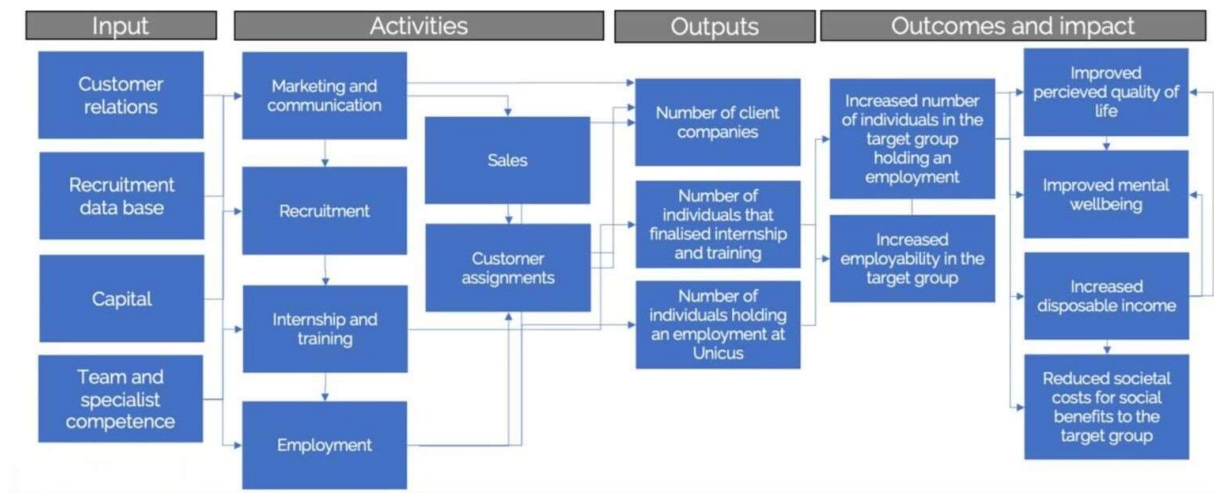 Input
Activities
Outputs
Outcomes and impact
Customer
relations
Recruitment
data base
Capital
Team and
specialist
competence
Marketing and
communication
Recruitment
Internship and
training
Employment
Sales
Customer
assignments
Number of client
companies
Number of
individuals that
finalised internship
and training
Number of
individuals holding
an employment at
Unicus
Increased number
of individuals in the
target group
holding an
employment
Increased
employability in the
target group
Improved
percieved quality of
life
Improved mental
wellbeing
Increased
disposable income
Reduced societal
costs for social
benefits to the
target group